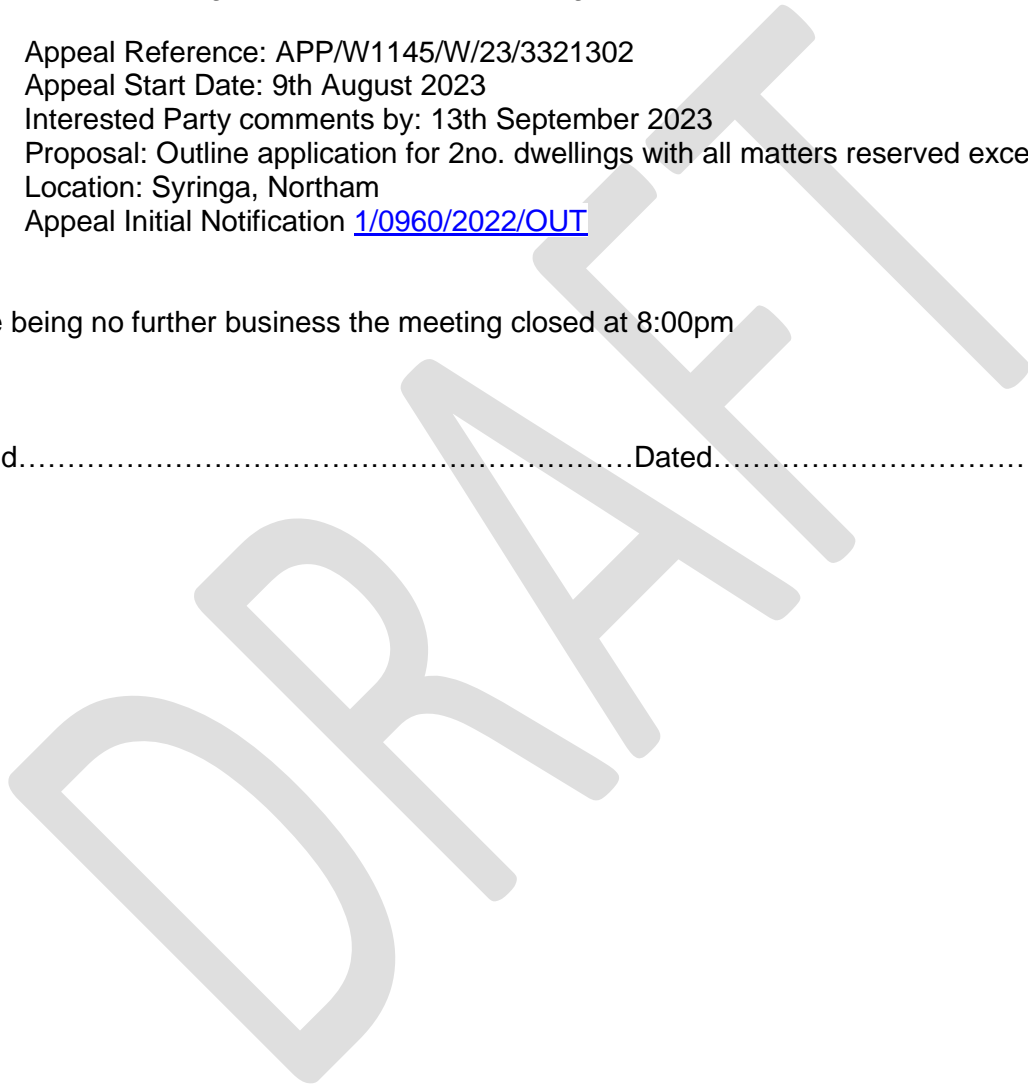 Appeal Reference: APP/W1145/W/23/3321302
Appeal Start Date: 9th August 2023
Interested Party comments by: 13th September 2023
Proposal: Outline application for 2no. dwellings with all matters reserved exce
Location: Syringa, Northam
Appeal Initial Notification 1/0960/2022/OUT
e being no further business the meeting closed at 8:00pm
d……………………………………………………Dated…………………………
DRAFT